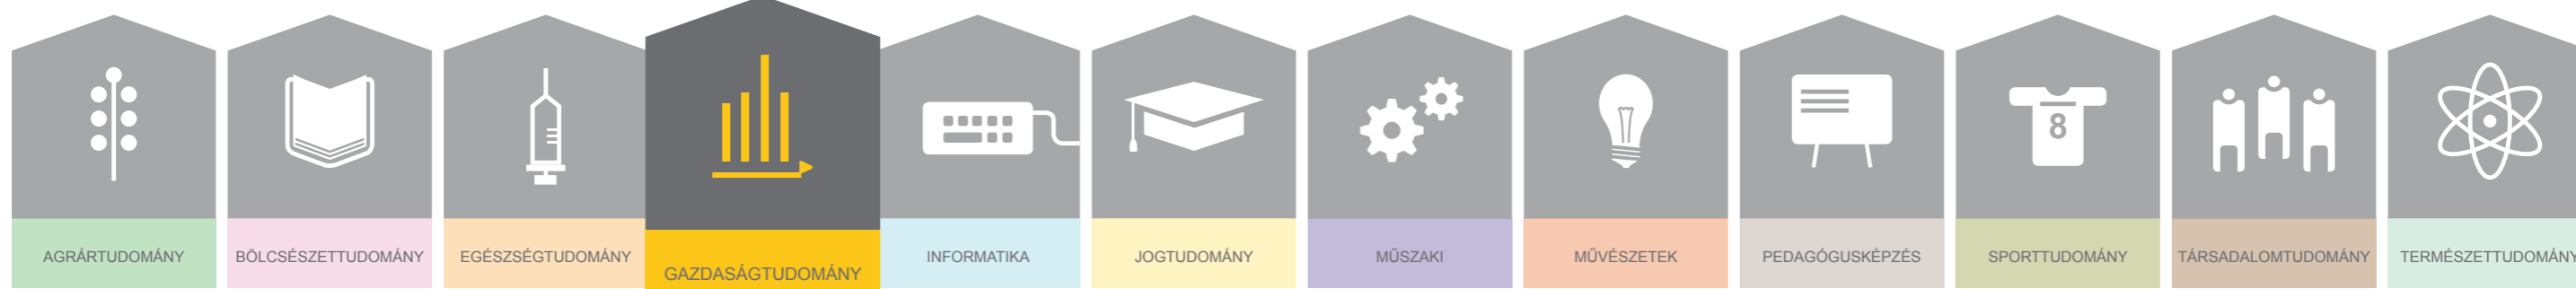 8
AGRÁRTUDOMÁNY
BÖLCSÉSZETTUDOMÁNY
EGÉSZSÉGTUDOMÁNY
GAZDASÁGTUDOMÁNY
INFORMATIKA
JOGTUDOMÁNY
MŰSZAKI
MŰVÉSZETEK
PEDAGÓGUSKÉPZÉS
SPORTTUDOMÁNY
TÁRSADALOMTUDOMÁNY
TERMÉSZETTUDOMÁNY